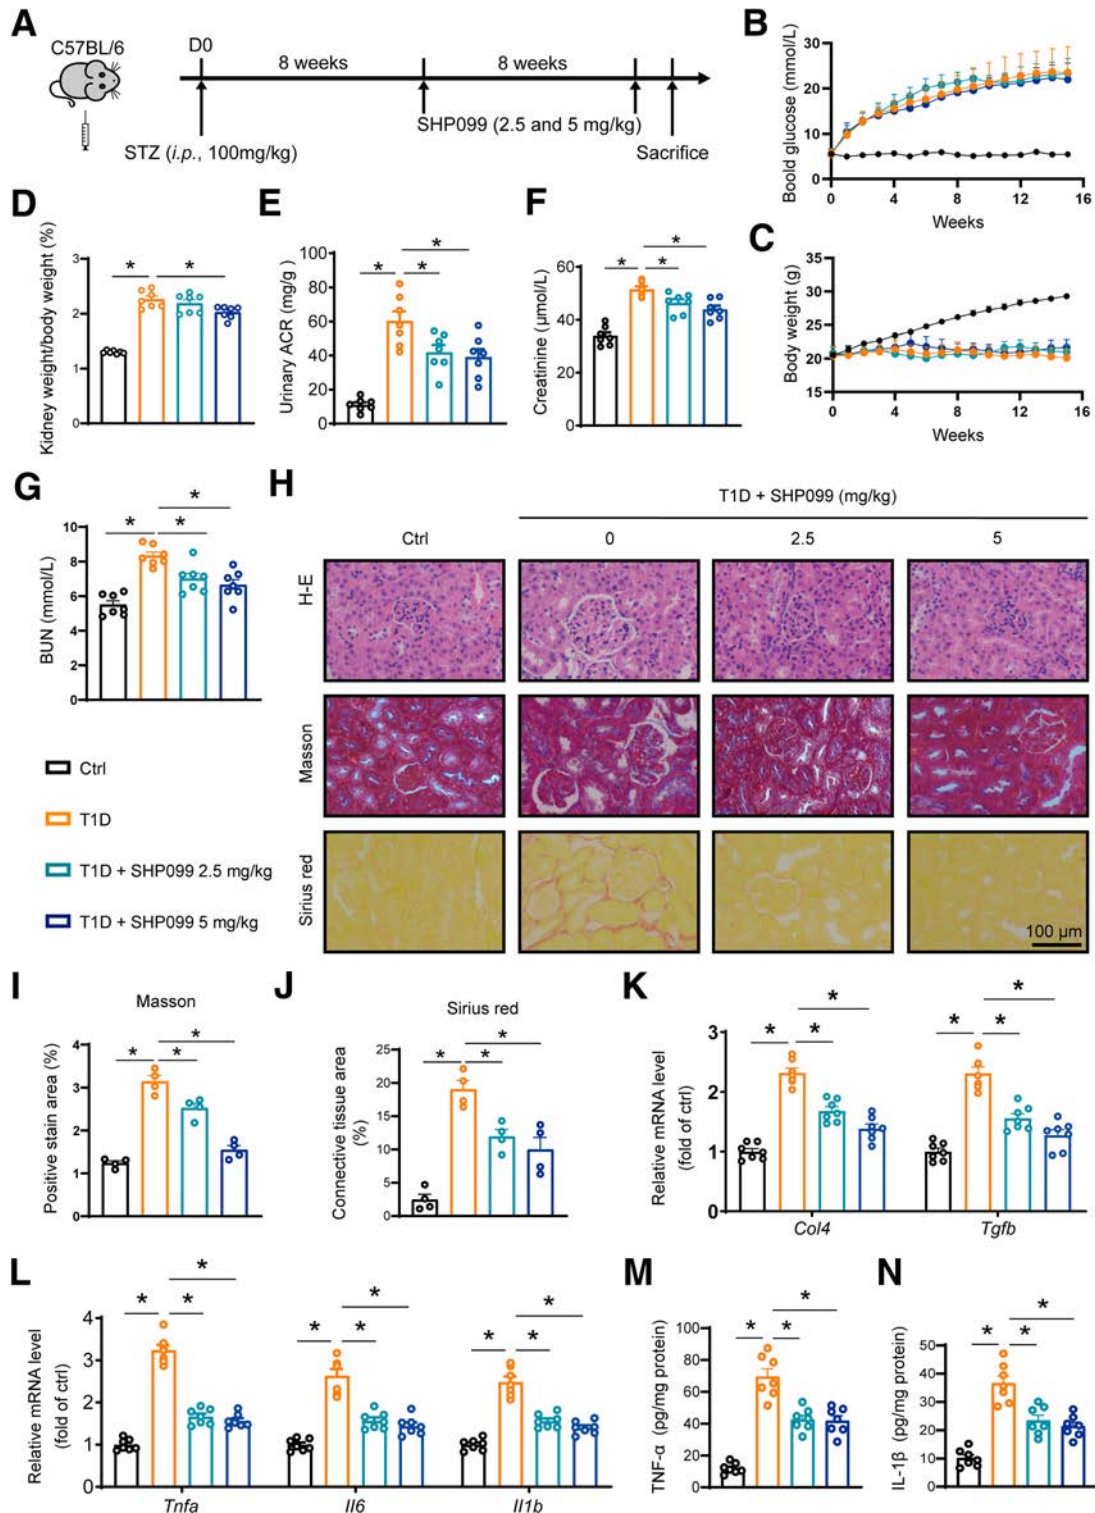 A
C57BL/6
D0
8 weeks
8 weeks
SHP099 (2.5 and 5 mg/kg)
STZ (i.p., 100mg/kg)
Sacrifice
B
Boold glucose (mmol/L)
30
20
10
0
0 4 8 12 16
Weeks
C
Body weight (g)
35
30
25
20
15
0 4 8 12 16
Weeks
D
Kidney weight/body weight (%)
3
2
1
0
* *
E
Urinary ACR (mg/g)
100
80
60
40
20
0
*
* *
F
Creatinine (μmol/L)
60
40
20
0
*
* *
G
BUN (mmol/L)
10
8
6
4
2
0
*
* *
Ctrl
T1D
T1D + SHP099 2.5 mg/kg
T1D + SHP099 5 mg/kg
H
T1D + SHP099 (mg/kg)
Ctrl 0 2.5 5
H-E
Masson
Sirius red
100 μm
I
Masson
Positive stain area (%)
4
3
2
1
0
*
* *
J
Sirius red
Connective tissue area
(%)
25
20
15
10
5
0
*
* *
K
Relative mRNA level
(fold of ctrl)
3
2
1
0
* *
* * * *
Col4 Tgfb
L
Relative mRNA level
(fold of ctrl)
4
3
2
1
0
* * *
* * * * * *
Tnfa Il6 Il1b
M
TNF-α (pg/mg protein)
100
80
60
40
20
0
*
* *
N
IL-1β (pg/mg protein)
50
40
30
20
10
0
*
* *